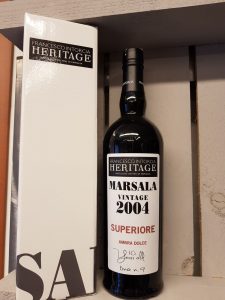 FRANCESCO INTORCIA
HERITAGE
SA
FRANCESCO INTORCIA
HERITAGE
MARSALA
VINTAGE
2004
SUPERIORE
AMBRA DOLCE